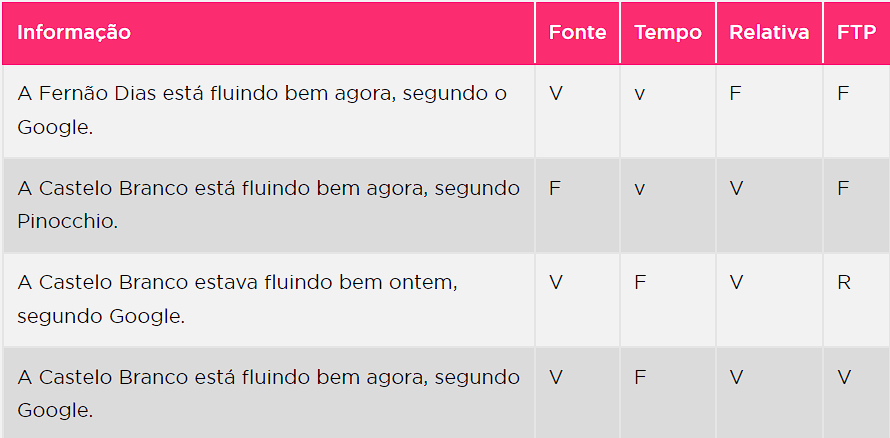 Informação Fonte Tempo Relativa FTP
A Fernão Dias está fluindo bem agora, segundo o V v F F
Google.
A Castelo Branco está fluindo bem agora, segundo F v V F
Pinocchio.
A Castelo Branco estava fluindo bem ontem, V F V R
segundo Google.
A Castelo Branco está fluindo bem agora, segundo V F V V
Google.